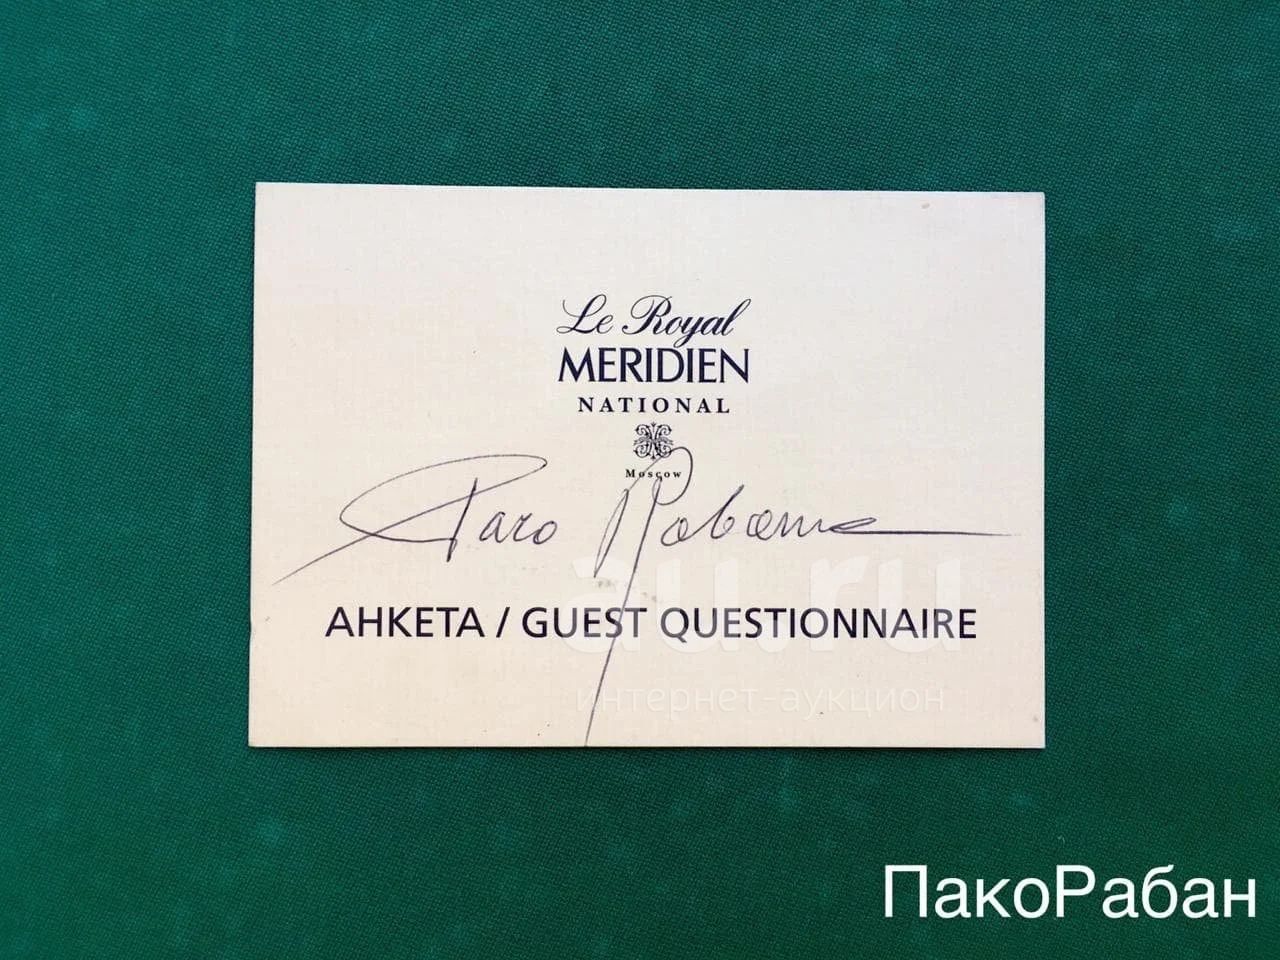 Le Royal
MERIDIEN
NATIONAL
Moscow
Paco Rabanne
АНКЕТА / GUEST QUESTIONNAIRE
au.ru
интернет-аукцион
ПакоРабан